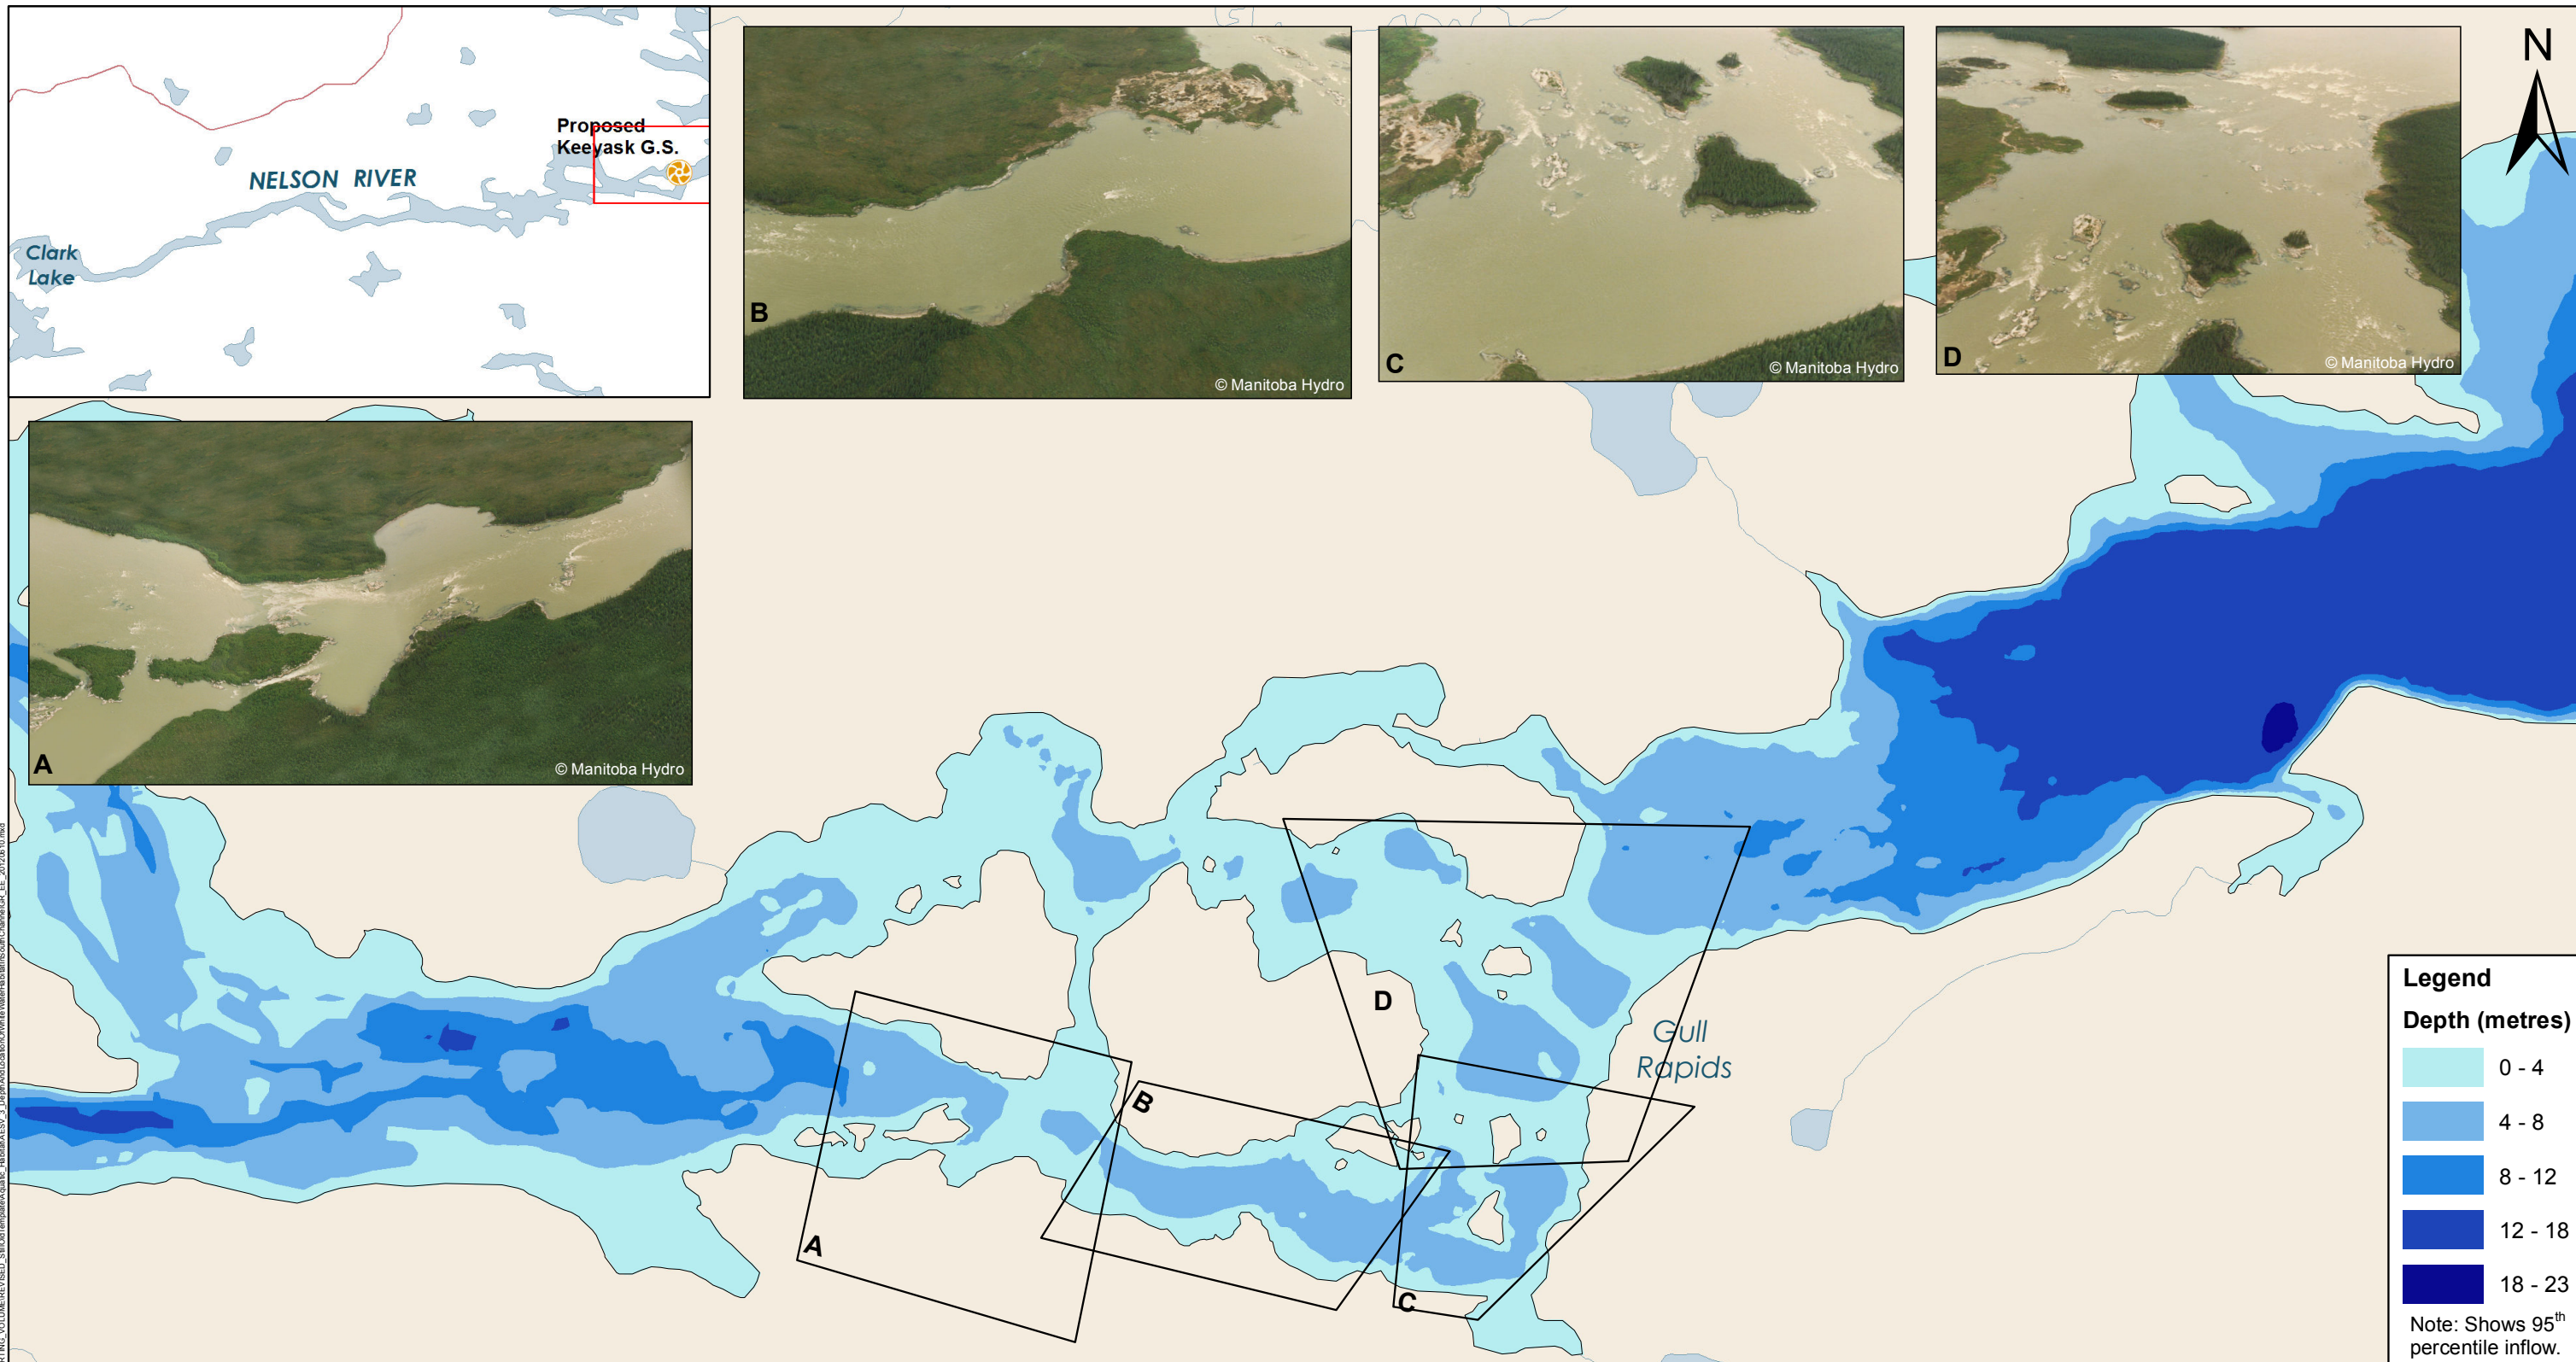 Proposed
Keeyask G.S.
NELSON RIVER
Clark
Lake
B
© Manitoba Hydro
C
© Manitoba Hydro
D
© Manitoba Hydro
N
A
© Manitoba Hydro
D
Gull
Rapids
B
A
C
Legend
Depth (metres)
0 - 4
4 - 8
8 - 12
12 - 18
18 - 23
Note: Shows 95th
percentile inflow.